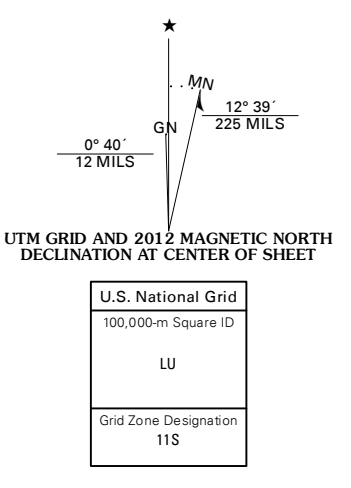 ★
MN
GN
12° 39´
225 MILS
0° 40´
12 MILS
UTM GRID AND 2012 MAGNETIC NORTH
DECLINATION AT CENTER OF SHEET
U.S. National Grid
100,000-m Square ID
LU
Grid Zone Designation
11S